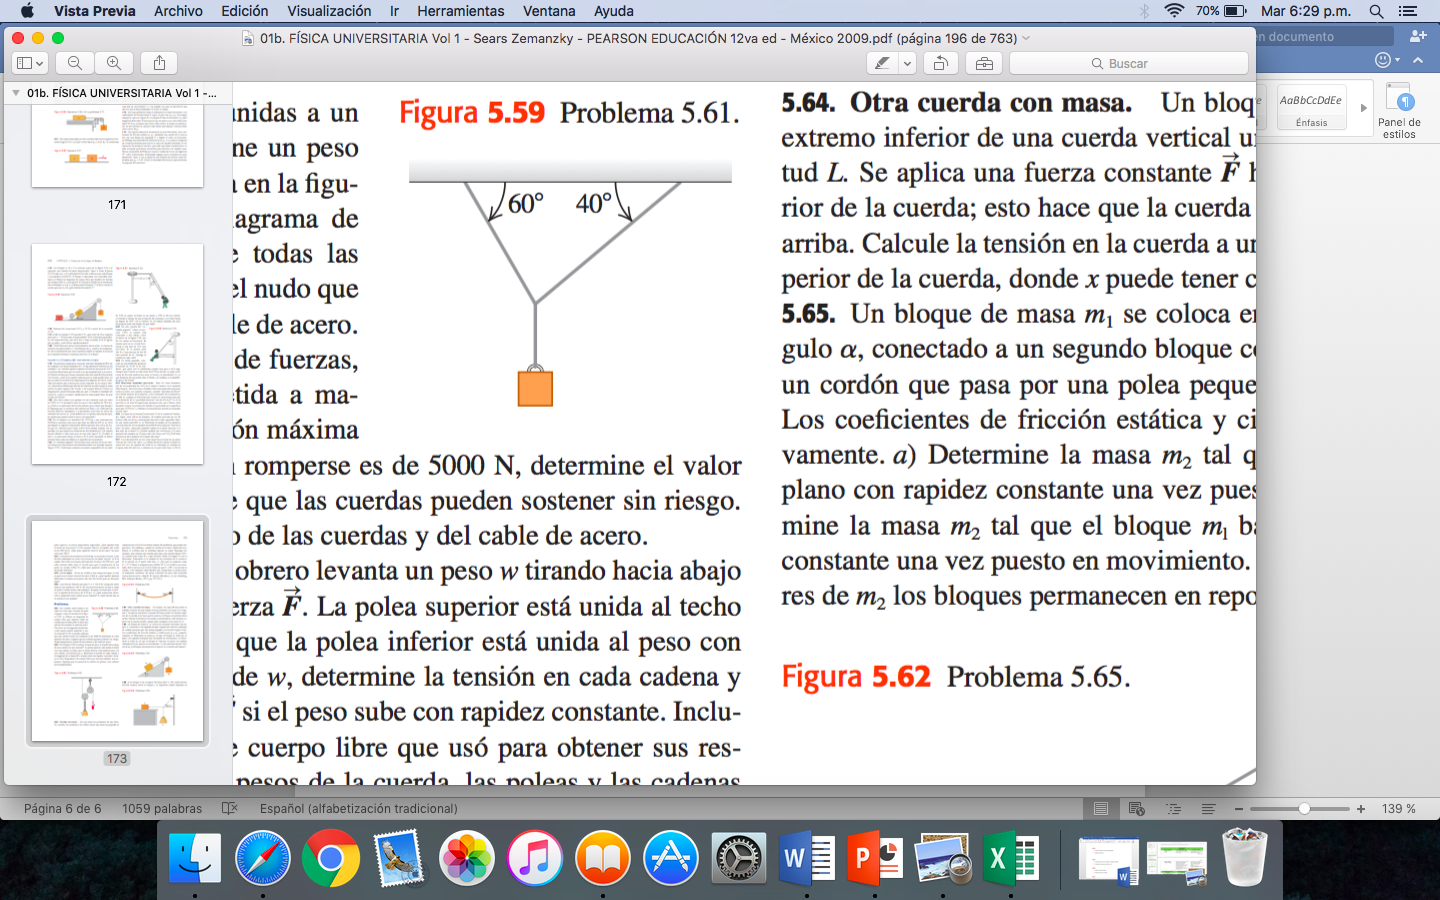 Vista Previa Archivo Edición Visualización Ir Herramientas Ventana Ayuda
70% Mar 6:29 p.m.
01b. FÍSICA UNIVERSITARIA Vol 1 - Sears Zemanzky - PEARSON EDUCACIÓN 12va ed - México 2009.pdf (página 196 de 763)
Buscar
en documento
AaBbCcDdEe
Énfasis
Panel de
estilos
01b. FÍSICA UNIVERSITARIA Vol 1 -...
171
172
173
unidas a un
ne un peso
en la figu-
agrama de
todas las
el nudo que
le de acero.
de fuerzas,
tida a ma-
ón máxima
romperse es de 5000 N, determine el valor
que las cuerdas pueden sostener sin riesgo.
o de las cuerdas y del cable de acero.
obrero levanta un peso w tirando hacia abajo
erza F. La polea superior está unida al techo
que la polea inferior está unida al peso con
de w, determine la tensión en cada cadena y
si el peso sube con rapidez constante. Inclu-
cuerpo libre que usó para obtener sus res-
pesos de la cuerda, las poleas y las cadenas
Figura 5.59 Problema 5.61.
60° 40°
5.64. Otra cuerda con masa. Un bloq
extremo inferior de una cuerda vertical u
tud L. Se aplica una fuerza constante F h
rior de la cuerda; esto hace que la cuerda
arriba. Calcule la tensión en la cuerda a un
perior de la cuerda, donde x puede tener c
5.65. Un bloque de masa m1 se coloca en
gulo α, conectado a un segundo bloque co
un cordón que pasa por una polea peque
Los coeficientes de fricción estática y ci
vamente. a) Determine la masa m2 tal q
plano con rapidez constante una vez pues
mine la masa m2 tal que el bloque m1 ba
constante una vez puesto en movimiento.
res de m2 los bloques permanecen en repo
Figura 5.62 Problema 5.65.
Página 6 de 6 1059 palabras Español (alfabetización tradicional) 139 %